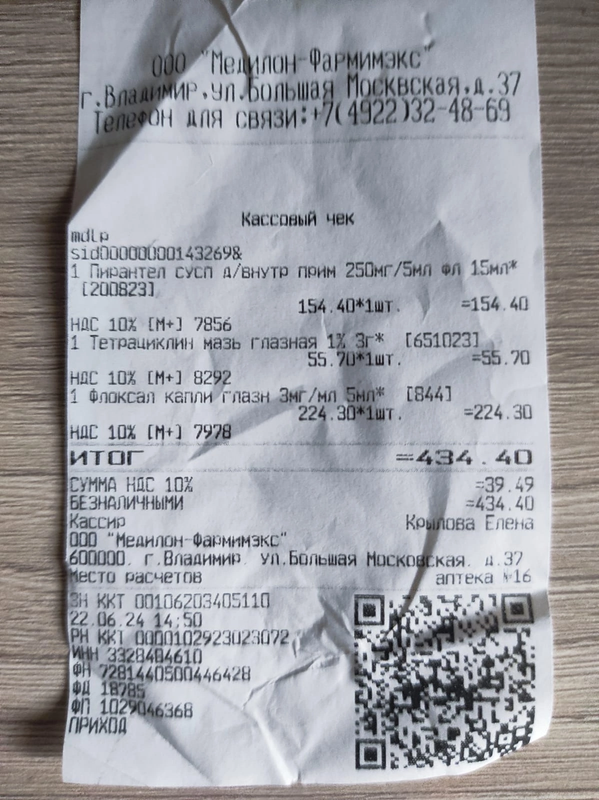 ООО "Медилон-Фармимэкс"
г.Владимир,ул.Большая Москвская,д.37
Телефон для связи:+7(4922)32-48-69
Кассовый чек
mdlp
sid00000000143269&
1 Пирантел сусп д/внутр прим 250мг/5мл фл 15мл*
[200823]
154.40*1шт. =154.40
НДС 10% [М+] 7856
1 Тетрациклин мазь глазная 1% 3г* [651023]
55.70*1шт. =55.70
НДС 10% [М+] 8292
1 Флоксал капли глазн 3мг/мл 5мл* [844]
224.30*1шт. =224.30
НДС 10% [М+] 7978
ИТОГ =434.40
СУММА НДС 10% =39.49
БЕЗНАЛИЧНЫМИ =434.40
Кассир Крылова Елена
ООО "Медилон-Фармимэкс"
600000. г.Владимир. ул.Большая Московская. д.37
Место расчетов аптека №16
ЗН ККТ 00106203405110
22.06.24 14:50
РН ККТ 0000102923023072
ИНН 3328484610
ФН 7281440500446428
ФД 18785
ФП 1029046368
ПРИХОД